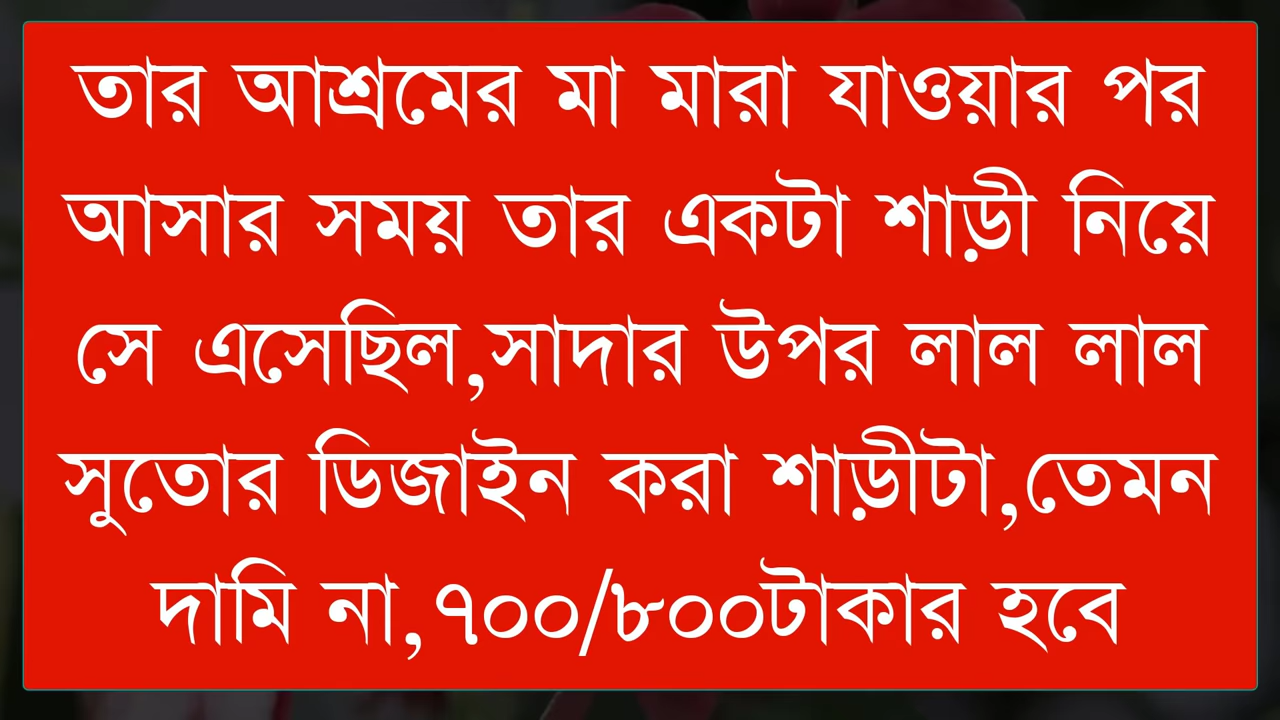 তার আশ্রমের মা মারা যাওয়ার পর
আসার সময় তার একটা শাড়ী নিয়ে
সে এসেছিল,সাদার উপর লাল লাল
সুতোর ডিজাইন করা শাড়ীটা,তেমন
দামি না,৭০০/৮০০টাকার হবে